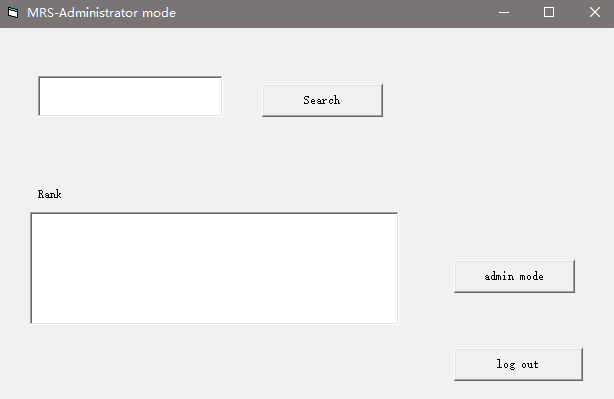 MRS-Administrator mode
Search
Rank
admin mode
log out